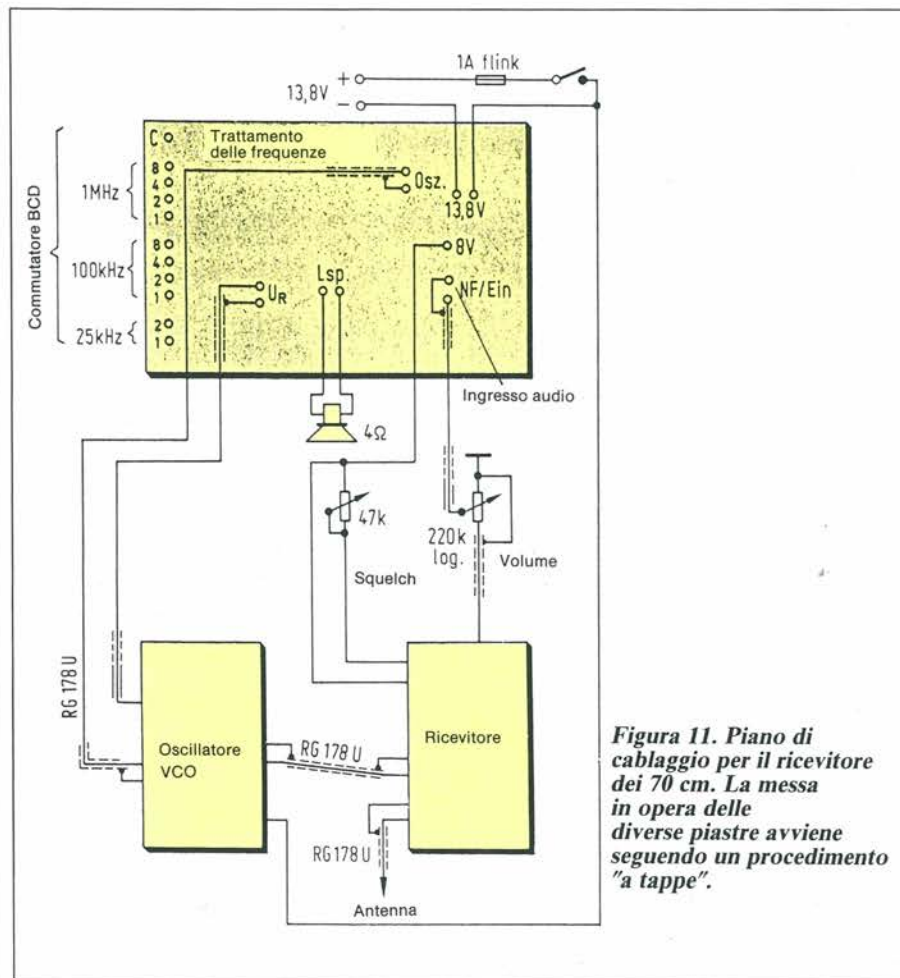 1A flink
+
13,8V
−
Commutatore BCD
C
Trattamento
delle frequenze
8
4
2
1
1MHz
Osz.
13,8V
8
4
2
1
100kHz
8V
UR
Lsp.
NF/Ein
2
1
25kHz
Ingresso audio
4Ω
47k
220k
log.
Volume
Squelch
RG 178 U
Oscillatore
VCO
RG 178 U
Ricevitore
RG 178 U
Antenna
Figura 11. Piano di
cablaggio per il ricevitore
dei 70 cm. La messa
in opera delle
diverse piastre avviene
seguendo un procedimento
"a tappe".